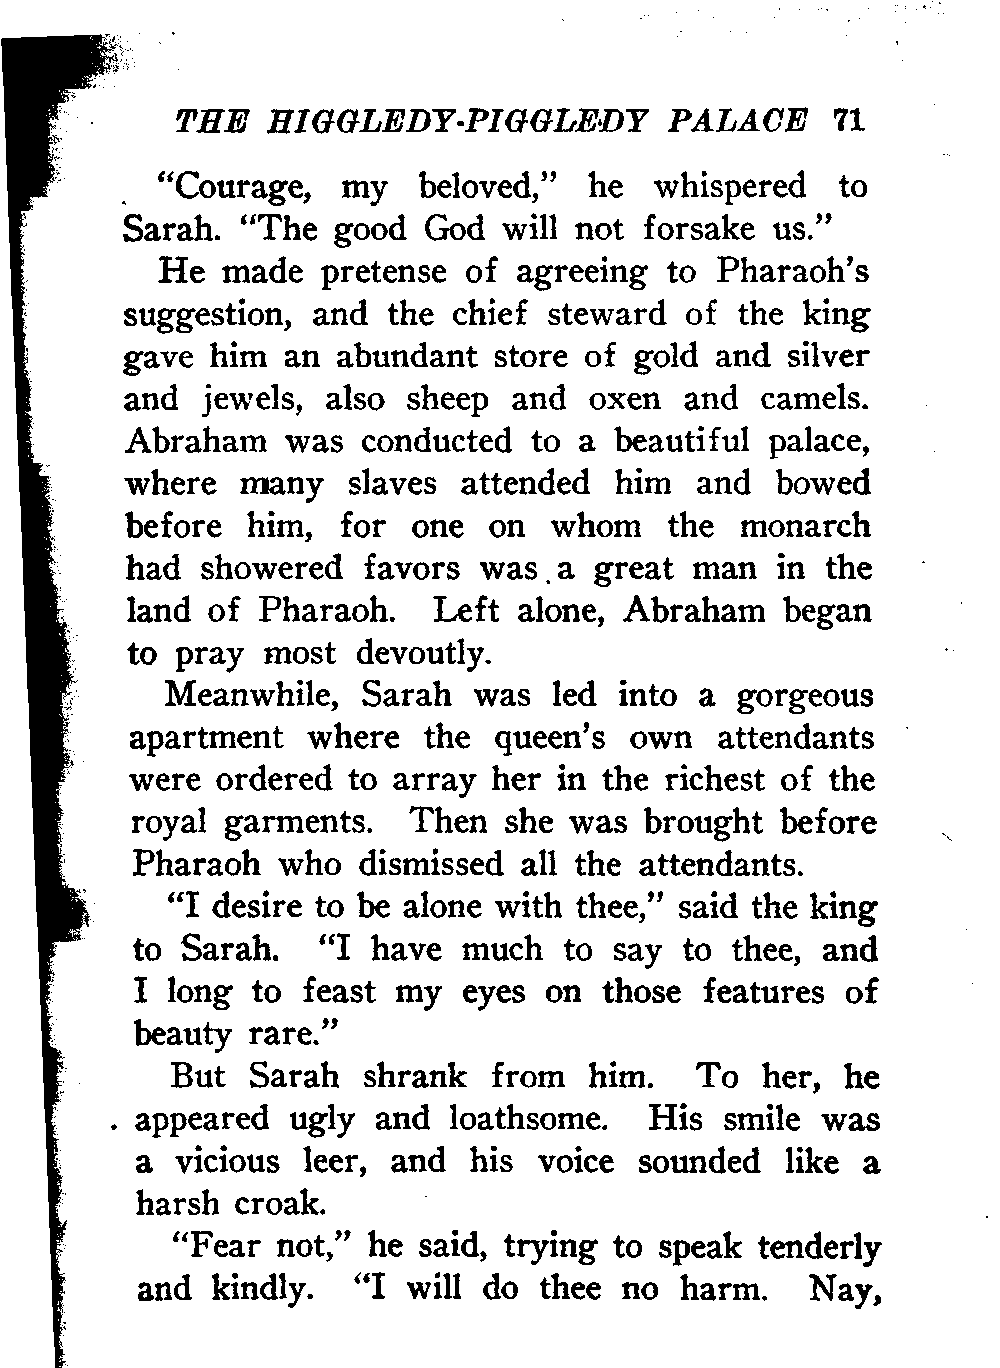 THE HIGGLEDY-PIGGLEDY PALACE 71
"Courage, my beloved," he whispered to
Sarah. "The good God will not forsake us."
He made pretense of agreeing to Pharaoh's
suggestion, and the chief steward of the king
gave him an abundant store of gold and silver
and jewels, also sheep and oxen and camels.
Abraham was conducted to a beautiful palace,
where many slaves attended him and bowed
before him, for one on whom the monarch
had showered favors was a great man in the
land of Pharaoh. Left alone, Abraham began
to pray most devoutly.
Meanwhile, Sarah was led into a gorgeous
apartment where the queen's own attendants
were ordered to array her in the richest of the
royal garments. Then she was brought before
Pharaoh who dismissed all the attendants.
"I desire to be alone with thee," said the king
to Sarah. "I have much to say to thee, and
I long to feast my eyes on those features of
beauty rare."
But Sarah shrank from him. To her, he
appeared ugly and loathsome. His smile was
a vicious leer, and his voice sounded like a
harsh croak.
"Fear not," he said, trying to speak tenderly
and kindly. "I will do thee no harm. Nay,